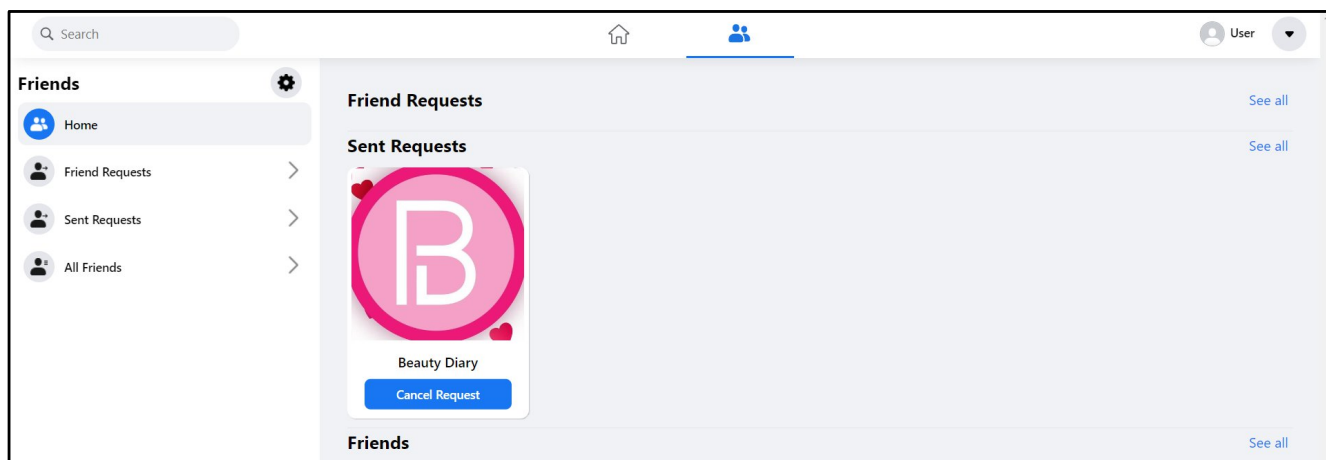 Search
User
Friends
Home
Friend Requests
Sent Requests
All Friends
Friend Requests
See all
Sent Requests
See all
B
Beauty Diary
Cancel Request
Friends
See all